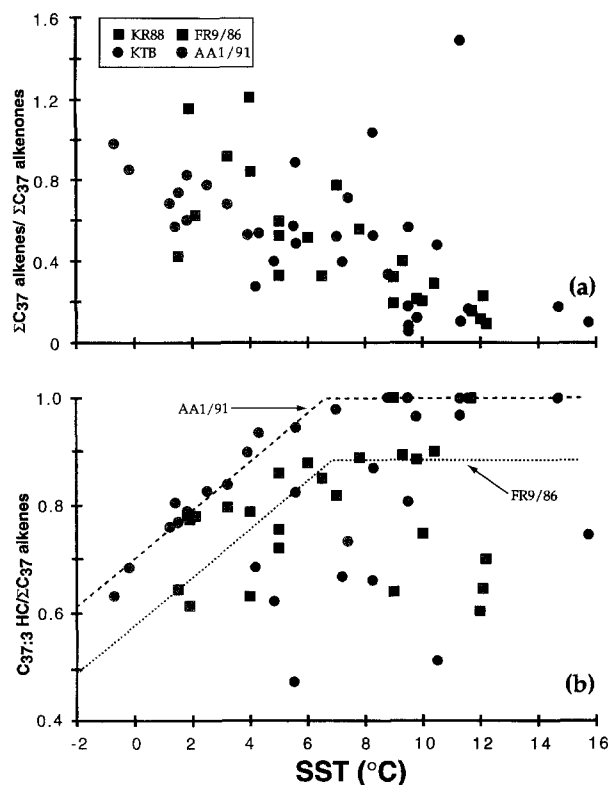 1.6
1.2
0.8
0.4
0
ΣC37 alkenes/ ΣC37 alkenones
KR88 FR9/86
KTB AA1/91
(a)
1.0
0.8
0.6
0.4
C37:3 HC/ΣC37 alkenes
AA1/91
FR9/86
(b)
-2 0 2 4 6 8 10 12 14 16
SST (°C)